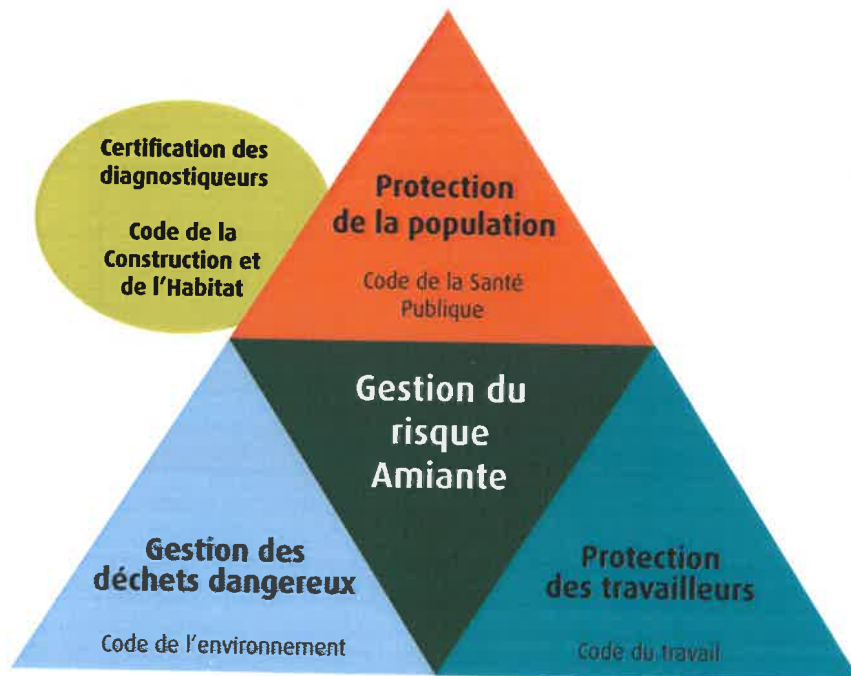 Certification des
diagnostiqueurs
Code de la
Construction et
de l'Habitat
Protection
de la population
Code de la Santé
Publique
Gestion du
risque
Amiante
Gestion des
déchets dangereux
Code de l'environnement
Protection
des travailleurs
Code du travail